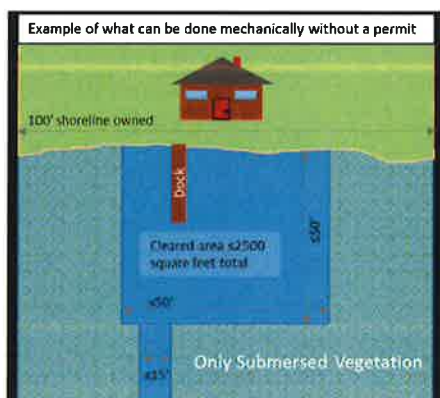 Example of what can be done mechanically without a permit
100' shoreline owned
Dock
Cleared area ≤2500
square feet total
≤50'
≤50'
Only Submersed Vegetation
≤15'